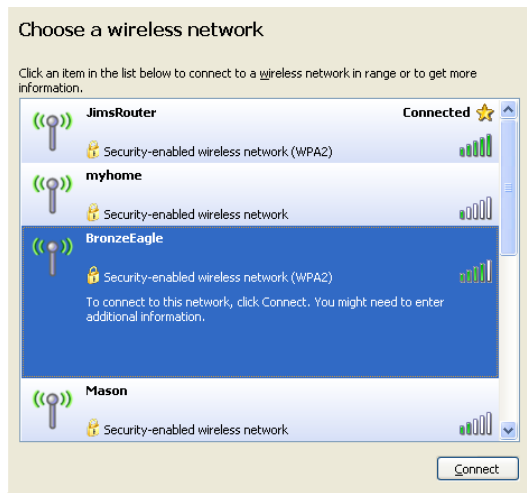 Choose a wireless network
Click an item in the list below to connect to a wireless network in range or to get more
information.
JimsRouter Connected
Security-enabled wireless network (WPA2)
myhome
Security-enabled wireless network
BronzeEagle
Security-enabled wireless network (WPA2)
To connect to this network, click Connect. You might need to enter
additional information.
Mason
Security-enabled wireless network
Connect